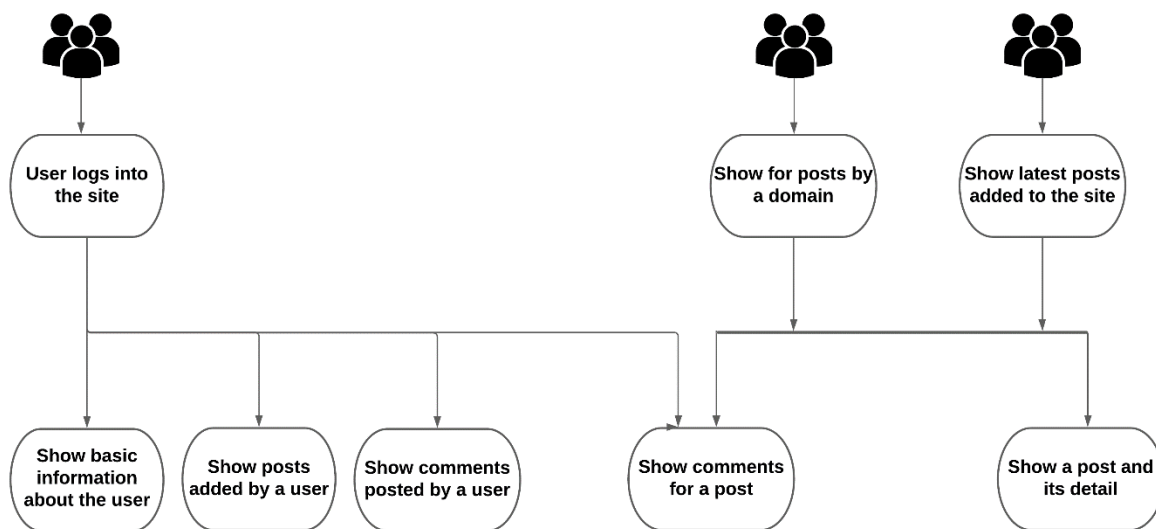 User logs into
the site
Show for posts by
a domain
Show latest posts
added to the site
Show basic
information
about the user
Show posts
added by a user
Show comments
posted by a user
Show comments
for a post
Show a post and
its detail